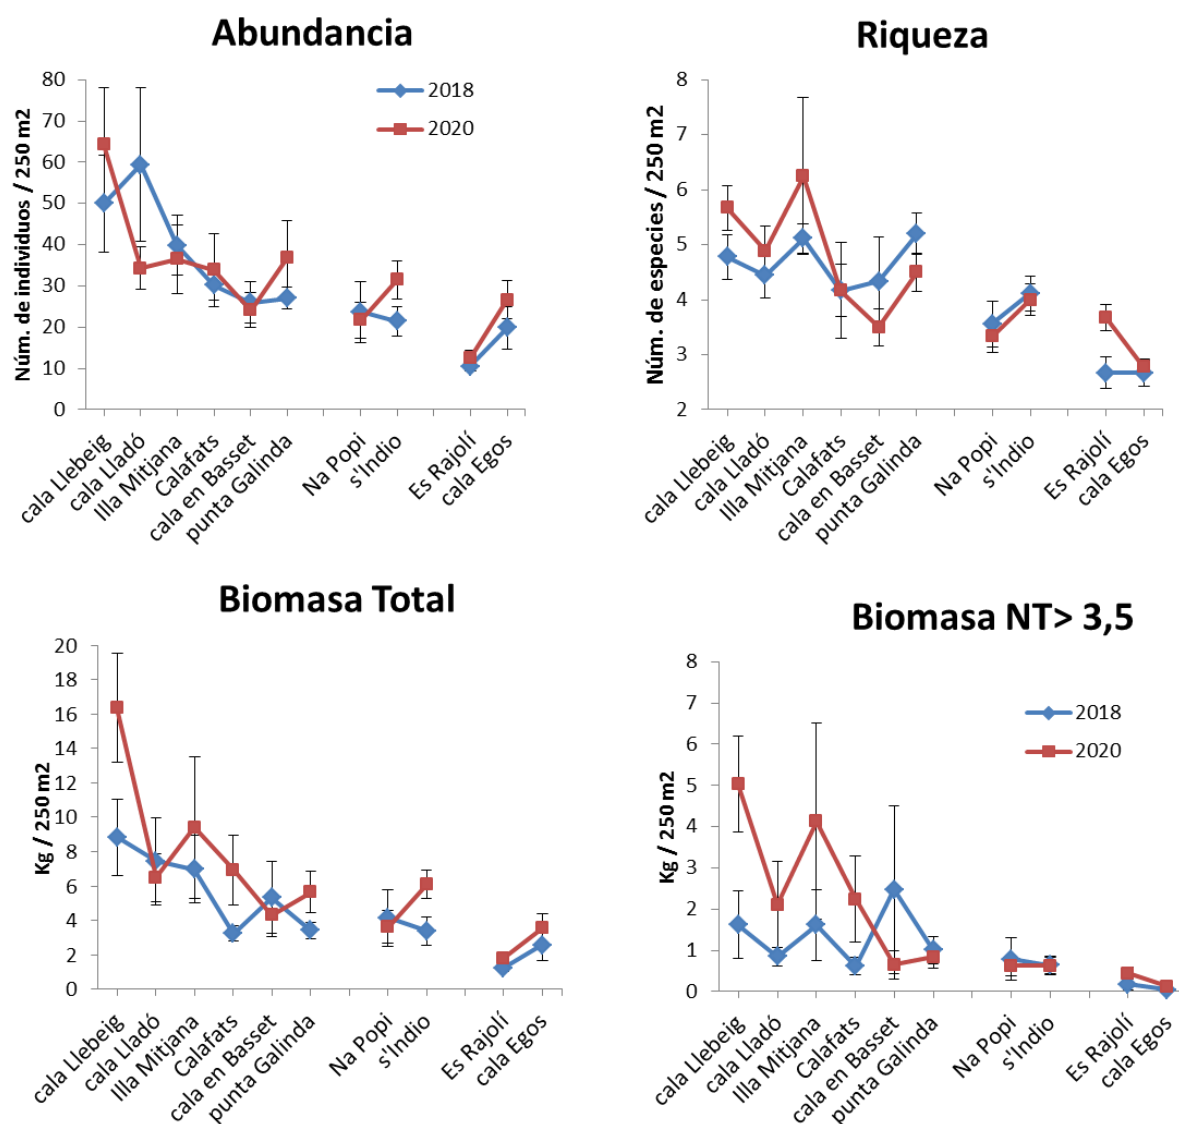 Abundancia
Núm. de individuos / 250 m2
80
70
60
50
40
30
20
10
0
2018
2020
cala Llebeig
cala Lladó
Illa Mitjana
Calafats
cala en Basset
punta Galinda
Na Popi
s'Indio
Es Rajolí
cala Egos
Riqueza
Núm. de especies / 250 m2
8
7
6
5
4
3
2
cala Llebeig
cala Lladó
Illa Mitjana
Calafats
cala en Basset
punta Galinda
Na Popi
s'Indio
Es Rajolí
cala Egos
Biomasa Total
Kg / 250 m2
20
18
16
14
12
10
8
6
4
2
0
cala Llebeig
cala Lladó
Illa Mitjana
Calafats
cala en Basset
punta Galinda
Na Popi
s'Indio
Es Rajolí
cala Egos
Biomasa NT> 3,5
Kg / 250 m2
8
7
6
5
4
3
2
1
0
2018
2020
cala Llebeig
cala Lladó
Illa Mitjana
Calafats
cala en Basset
punta Galinda
Na Popi
s'Indio
Es Rajolí
cala Egos